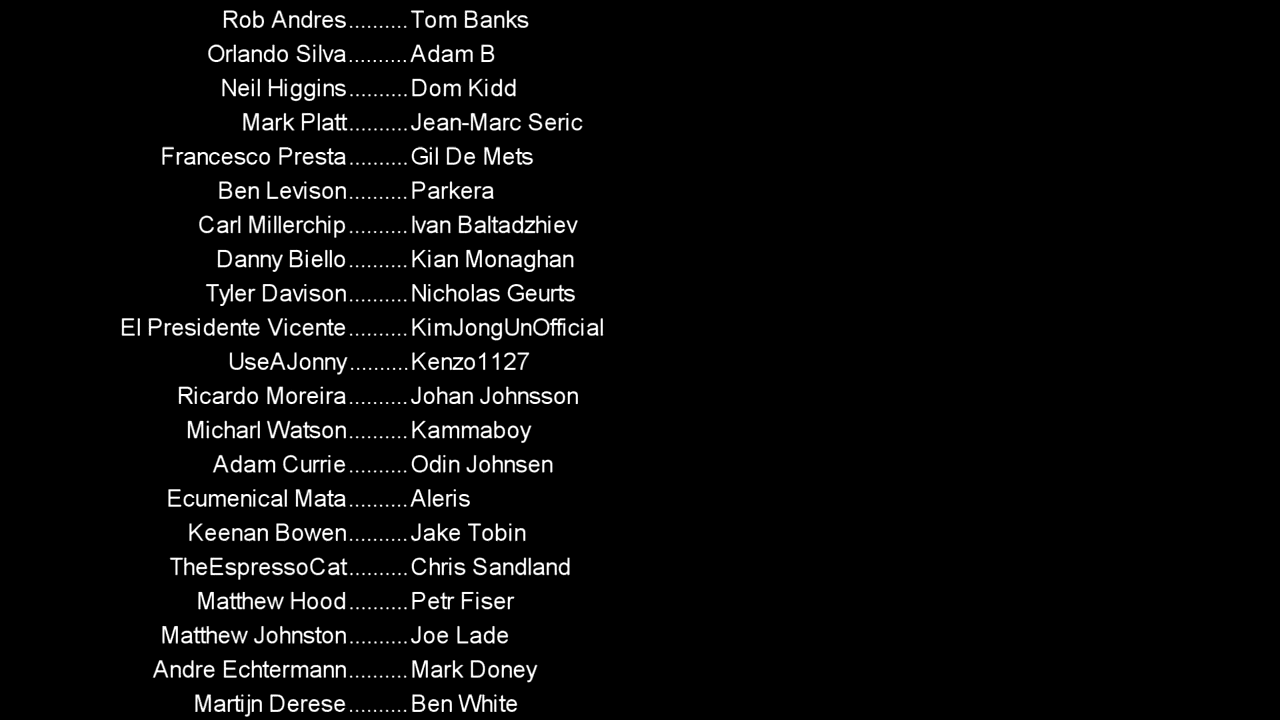 Rob Andres..........Tom Banks
Orlando Silva..........Adam B
Neil Higgins..........Dom Kidd
Mark Platt..........Jean-Marc Seric
Francesco Presta..........Gil De Mets
Ben Levison..........Parkera
Carl Millerchip..........Ivan Baltadzhiev
Danny Biello..........Kian Monaghan
Tyler Davison..........Nicholas Geurts
El Presidente Vicente..........KimJongUnOfficial
UseAJonny..........Kenzo1127
Ricardo Moreira..........Johan Johnsson
Micharl Watson..........Kammaboy
Adam Currie..........Odin Johnsen
Ecumenical Mata..........Aleris
Keenan Bowen..........Jake Tobin
TheEspressoCat..........Chris Sandland
Matthew Hood..........Petr Fiser
Matthew Johnston..........Joe Lade
Andre Echtermann..........Mark Doney
Martijn Derese..........Ben White